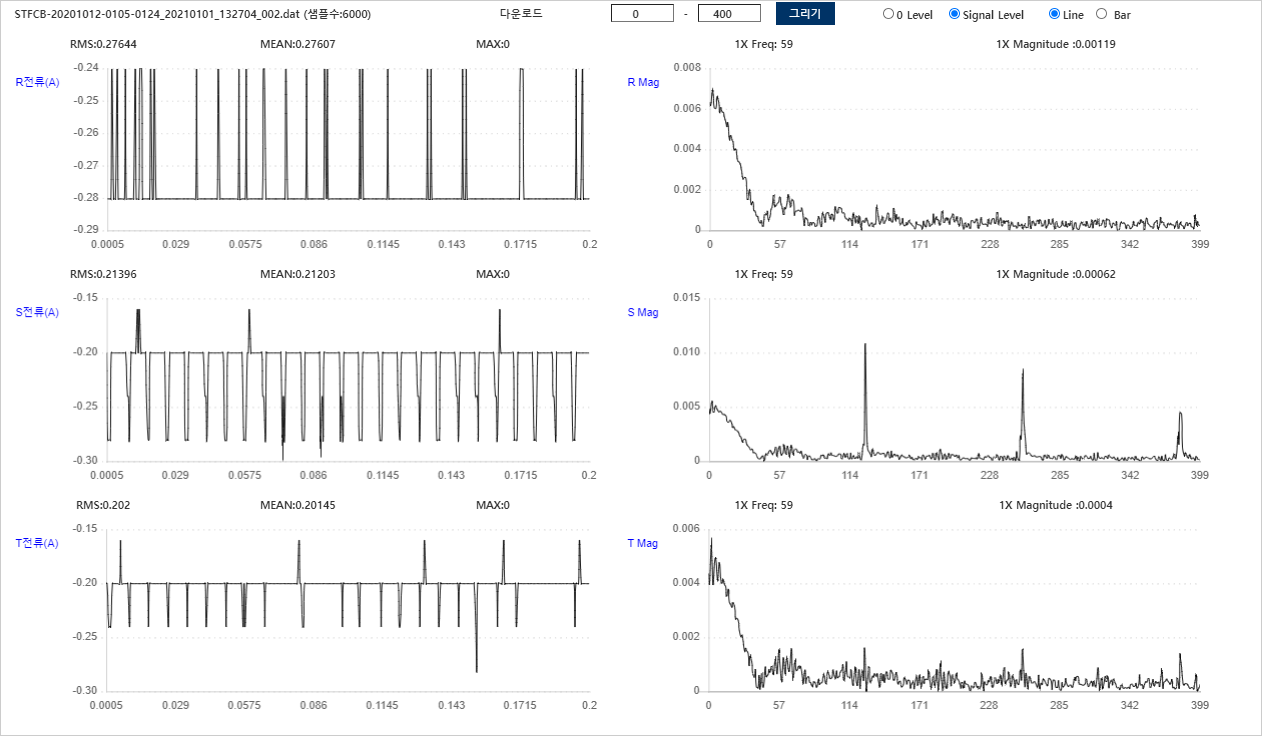 STFCB-20201012-0105-0124_20210101_132704_002.dat (샘플수:6000) 다운로드 0 - 400 그리기 0 Level Signal Level Line Bar
RMS:0.27644 MEAN:0.27607 MAX:0 1X Freq: 59 1X Magnitude :0.00119
R전류(A)
-0.24
-0.25
-0.26
-0.27
-0.28
-0.29
0.0005 0.029 0.0575 0.086 0.1145 0.143 0.1715 0.2
R Mag
0.008
0.006
0.004
0.002
0
0 57 114 171 228 285 342 399
RMS:0.21396 MEAN:0.21203 MAX:0 1X Freq: 59 1X Magnitude :0.00062
S전류(A)
-0.15
-0.20
-0.25
-0.30
0.0005 0.029 0.0575 0.086 0.1145 0.143 0.1715 0.2
S Mag
0.015
0.010
0.005
0
0 57 114 171 228 285 342 399
RMS:0.202 MEAN:0.20145 MAX:0 1X Freq: 59 1X Magnitude :0.0004
T전류(A)
-0.15
-0.20
-0.25
-0.30
0.0005 0.029 0.0575 0.086 0.1145 0.143 0.1715 0.2
T Mag
0.006
0.004
0.002
0
0 57 114 171 228 285 342 399